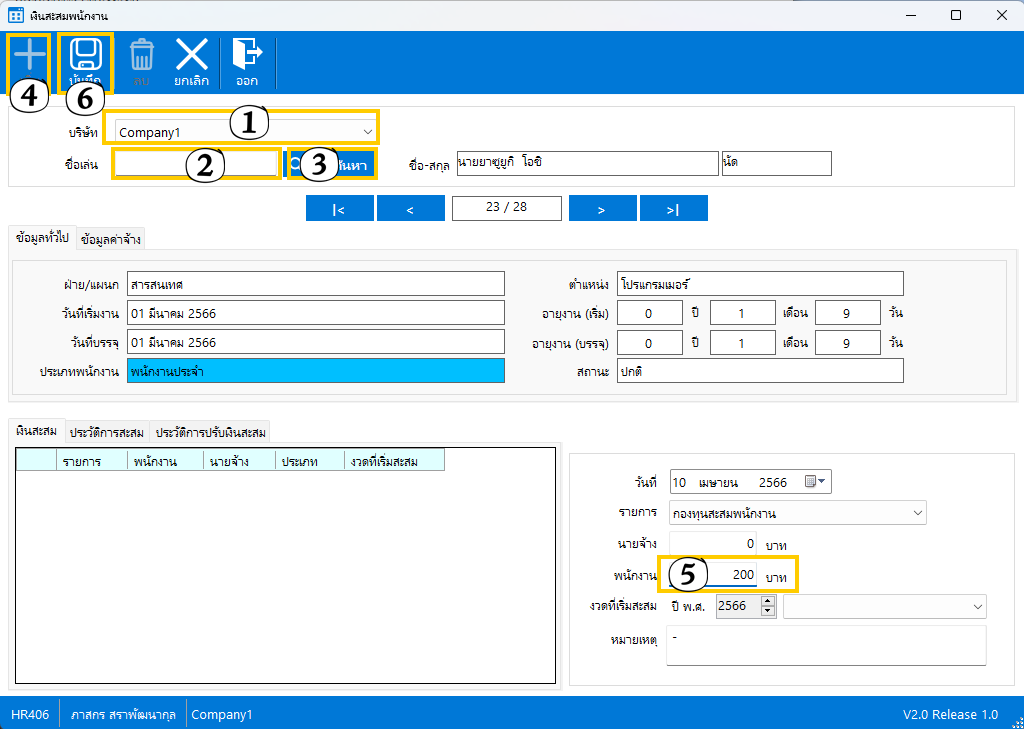 เงินสะสมพนักงาน
บันทึก ลบ ยกเลิก ออก
4 6
บริษัท Company1 1
ชื่อเล่น 2 3 ค้นหา ชื่อ-สกุล นายยาซูยูกิ โอซิ นัด
|< < 23 / 28 > >|
ข้อมูลทั่วไป ข้อมูลค่าจ้าง
ฝ่าย/แผนก สารสนเทศ ตำแหน่ง โปรแกรมเมอร์
วันที่เริ่มงาน 01 มีนาคม 2566 อายุงาน (เริ่ม) 0 ปี 1 เดือน 9 วัน
วันที่บรรจุ 01 มีนาคม 2566 อายุงาน (บรรจุ) 0 ปี 1 เดือน 9 วัน
ประเภทพนักงาน พนักงานประจำ สถานะ ปกติ
เงินสะสม ประวัติการสะสม ประวัติการปรับเงินสะสม
รายการ พนักงาน นายจ้าง ประเภท งวดที่เริ่มสะสม
วันที่ 10 เมษายน 2566
รายการ กองทุนสะสมพนักงาน
นายจ้าง 0 บาท
พนักงาน 5 200 บาท
งวดที่เริ่มสะสม ปี พ.ศ. 2566
หมายเหตุ -
HR406 ภาสกร สราพัฒนากุล Company1 V2.0 Release 1.0